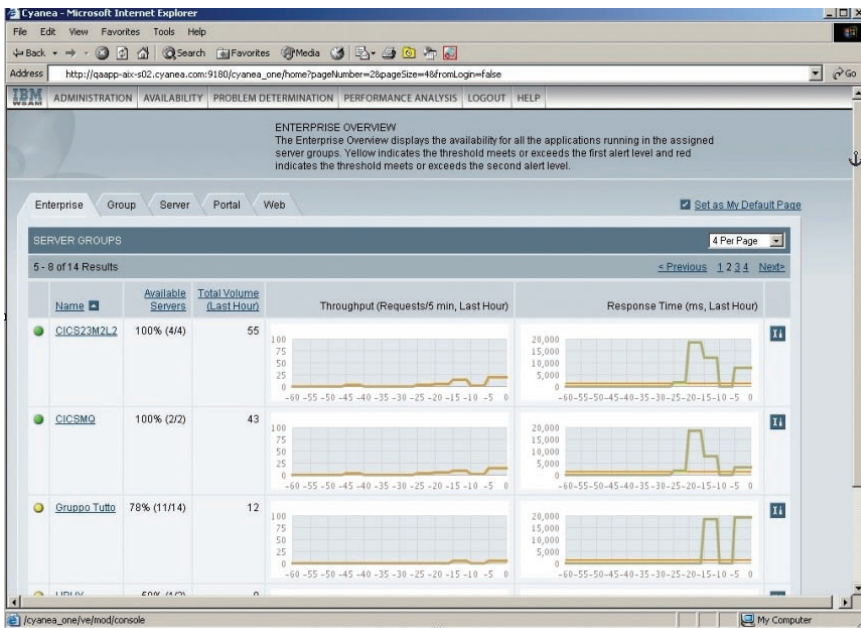 Cyanea - Microsoft Internet Explorer
File Edit View Favorites Tools Help
Back Search Favorites Media
Address http://qaapp-aix-s02.cyanea.com:9180/cyanea_one/home?pageNumber=2&pageSize=4&fromLogin=false Go
IBM ADMINISTRATION AVAILABILITY PROBLEM DETERMINATION PERFORMANCE ANALYSIS LOGOUT HELP
WSAM
ENTERPRISE OVERVIEW
The Enterprise Overview displays the availability for all the applications running in the assigned
server groups. Yellow indicates the threshold meets or exceeds the first alert level and red
indicates the threshold meets or exceeds the second alert level.
Enterprise Group Server Portal Web Set as My Default Page
SERVER GROUPS 4 Per Page
5 - 8 of 14 Results < Previous 1 2 3 4 Next>
Name Available Servers Total Volume (Last Hour) Throughput (Requests/5 min, Last Hour) Response Time (ms, Last Hour)
CICS23M2L2 100% (4/4) 55
100 75 50 25 0
-60 -55 -50 -45 -40 -35 -30 -25 -20 -15 -10 -5 0
20,000 15,000 10,000 5,000 0
-60-55-50-45-40-35-30-25-20-15-10 -5 0
CICSMQ 100% (2/2) 43
100 75 50 25 0
-60 -55 -50 -45 -40 -35 -30 -25 -20 -15 -10 -5 0
20,000 15,000 10,000 5,000 0
-60-55-50-45-40-35-30-25-20-15-10 -5 0
Gruppo Tutto 78% (11/14) 12
100 75 50 25 0
-60 -55 -50 -45 -40 -35 -30 -25 -20 -15 -10 -5 0
20,000 15,000 10,000 5,000 0
-60-55-50-45-40-35-30-25-20-15-10 -5 0
/cyanea_one/ve/mod/console My Computer